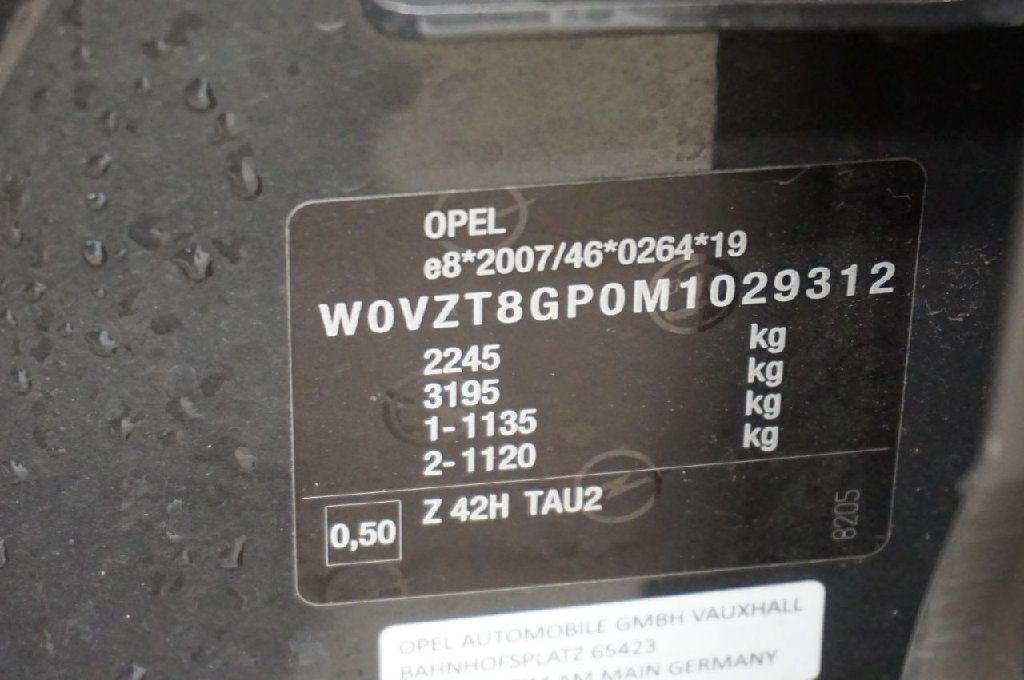 OPEL
e8*2007/46*0264*19
W0VZT8GP0M1029312
2245 kg
3195 kg
1-1135 kg
2-1120 kg
0,50 Z 42H TAU2
8205
OPEL AUTOMOBILE GMBH VAUXHALL
BAHNHOFSPLATZ 65423
AM MAIN GERMANY